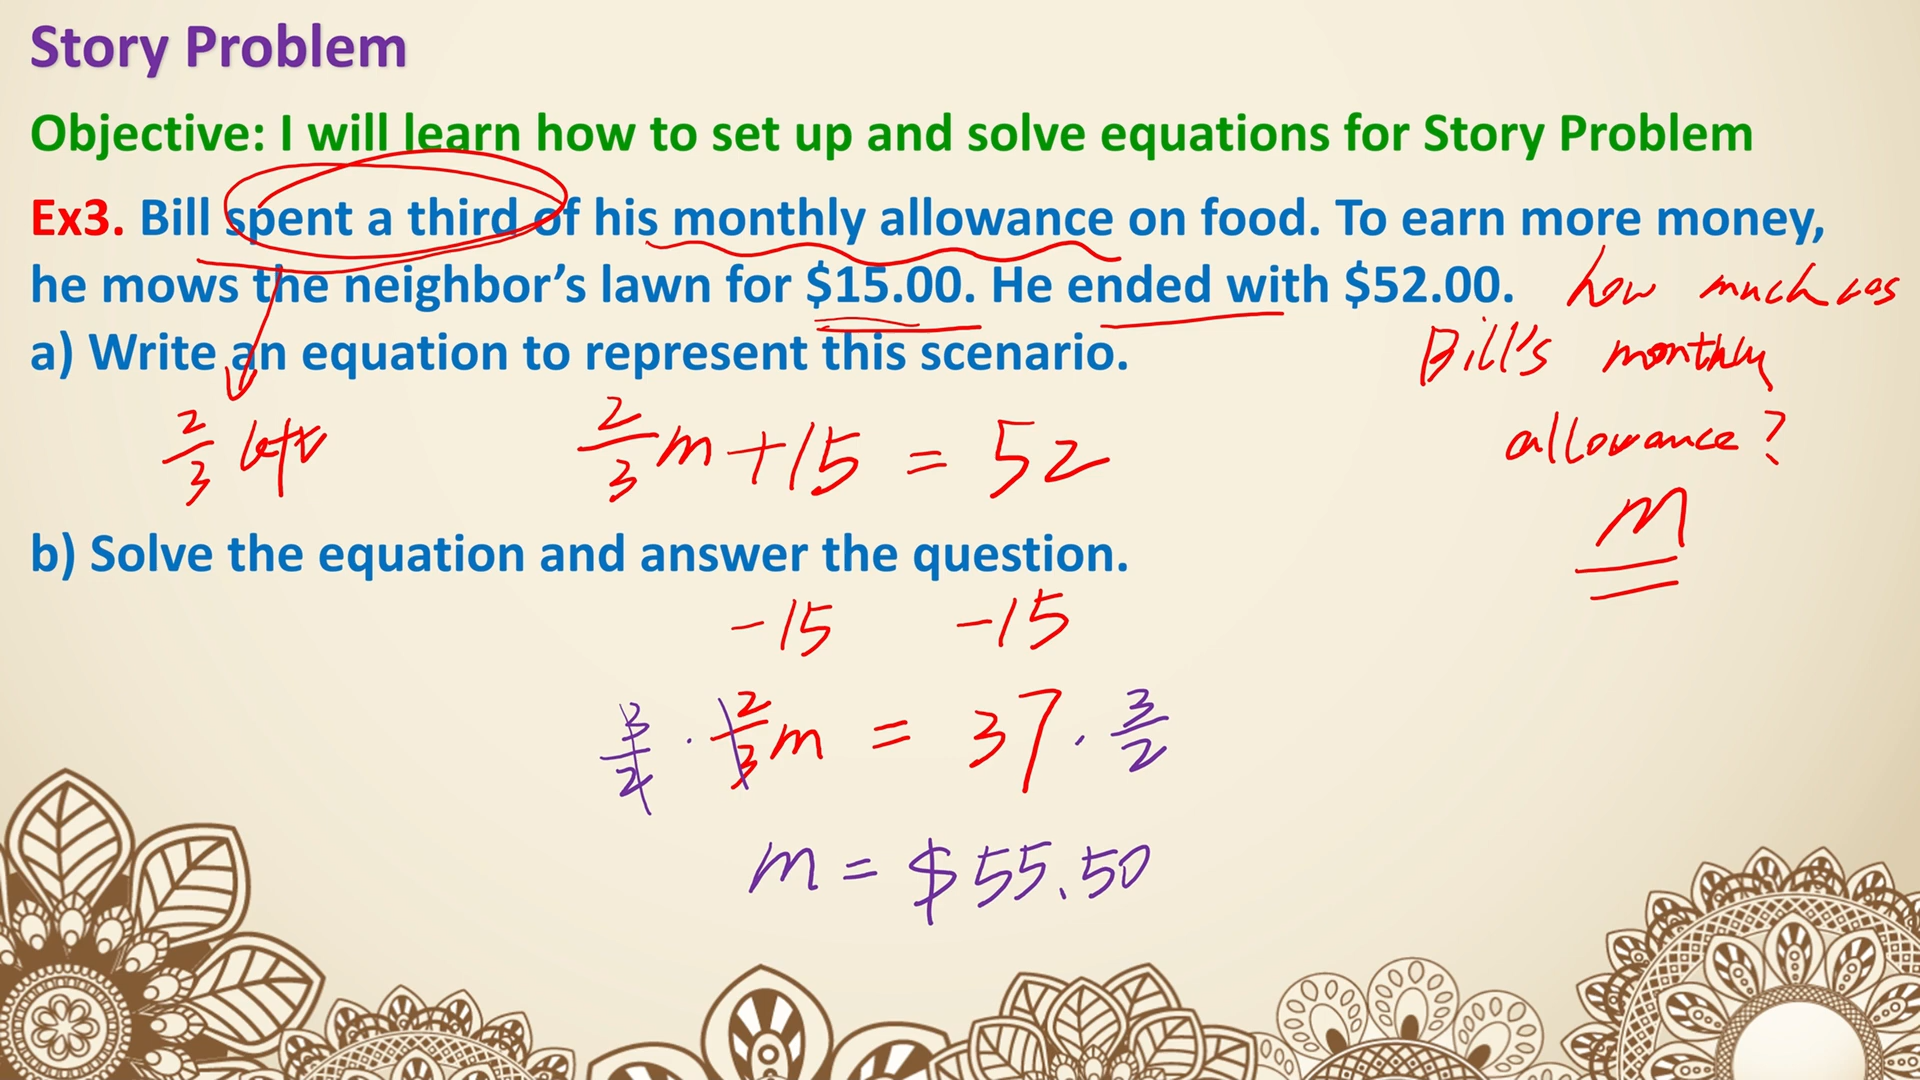 Story Problem
Objective: I will learn how to set up and solve equations for Story Problem
Ex3. Bill spent a third of his monthly allowance on food. To earn more money,
he mows the neighbor’s lawn for $15.00. He ended with $52.00.
how much was
Bill's monthly
allowance?
m
a) Write an equation to represent this scenario.
2/3 left
2/3 m + 15 = 52
b) Solve the equation and answer the question.
-15 -15
3/2 · 2/3 m = 37 · 3/2
m = $55.50